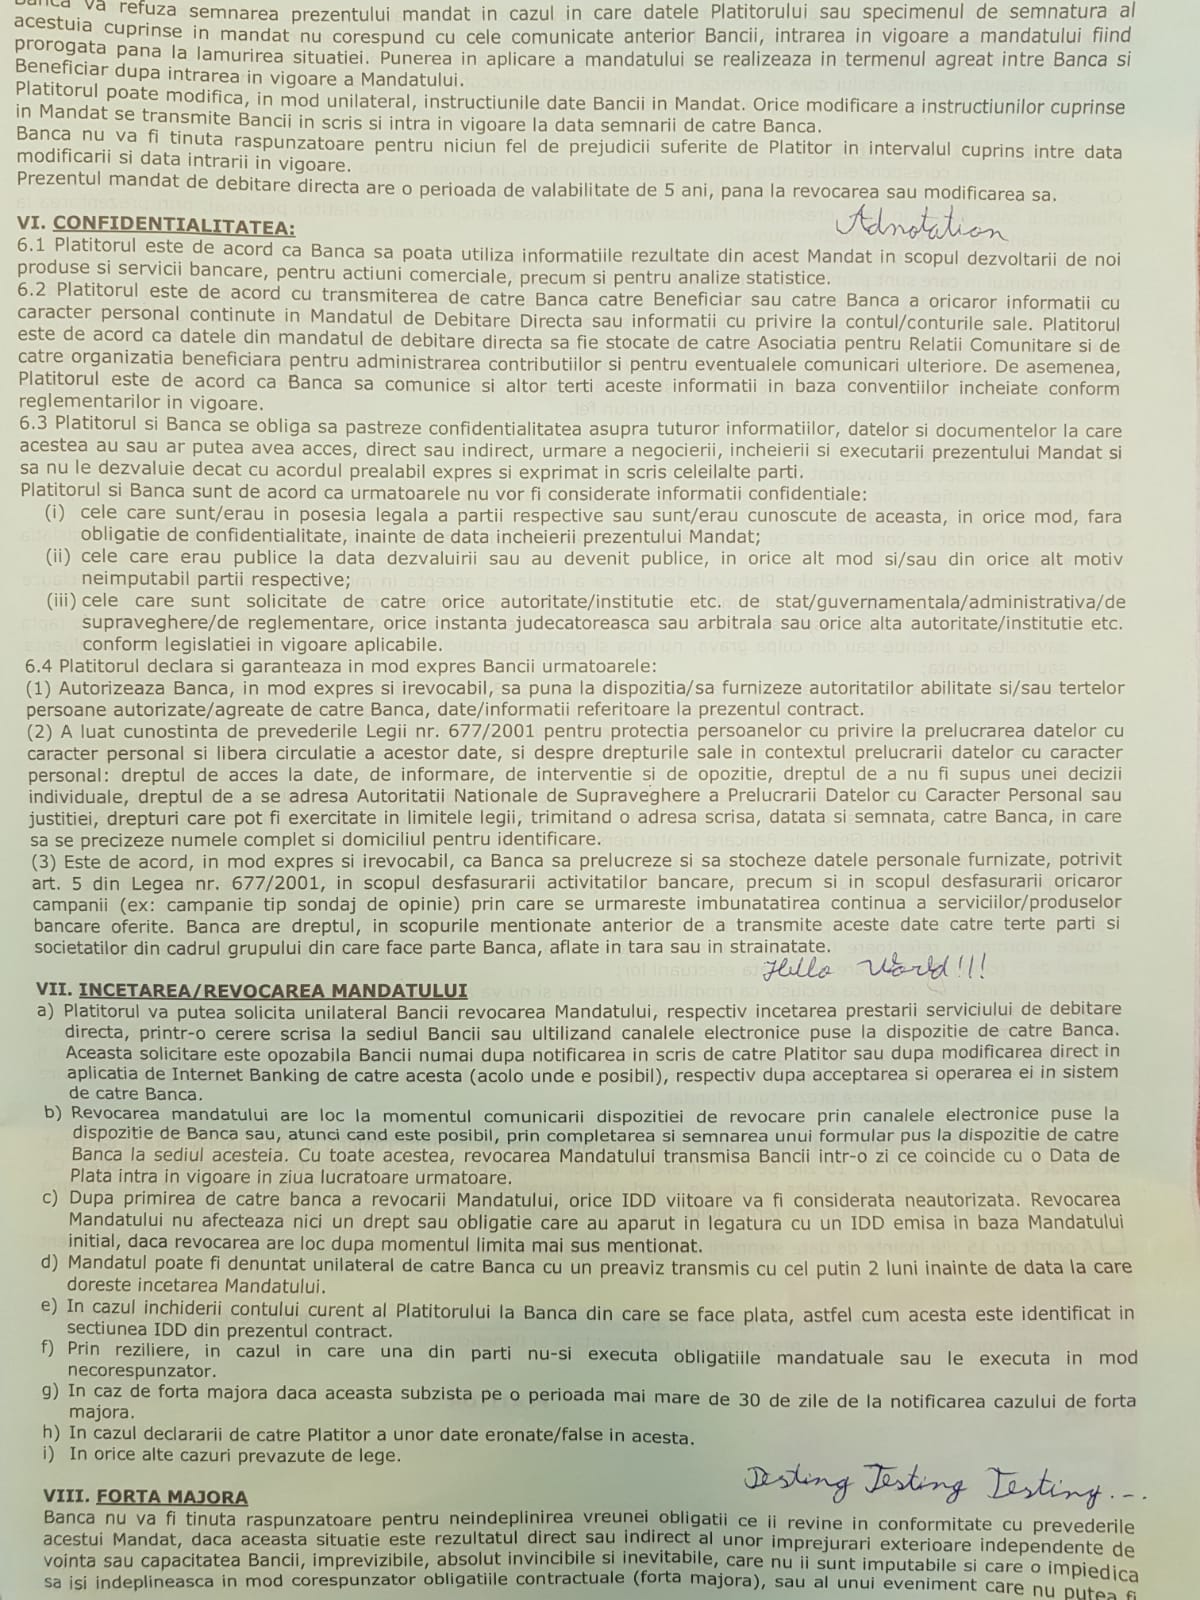 Banca va refuza semnarea prezentului mandat in cazul in care datele Platitorului sau specimenul de semnatura al
acestuia cuprinse in mandat nu corespund cu cele comunicate anterior Bancii, intrarea in vigoare a mandatului fiind
prorogata pana la lamurirea situatiei. Punerea in aplicare a mandatului se realizeaza in termenul agreat intre Banca si
Beneficiar dupa intrarea in vigoare a Mandatului.
Platitorul poate modifica, in mod unilateral, instructiunile date Bancii in Mandat. Orice modificare a instructiunilor cuprinse
in Mandat se transmite Bancii in scris si intra in vigoare la data semnarii de catre Banca.
Banca nu va fi tinuta raspunzatoare pentru niciun fel de prejudicii suferite de Platitor in intervalul cuprins intre data
modificarii si data intrarii in vigoare.
Prezentul mandat de debitare directa are o perioada de valabilitate de 5 ani, pana la revocarea sau modificarea sa.
Adnotation
VI. CONFIDENTIALITATEA:
6.1 Platitorul este de acord ca Banca sa poata utiliza informatiile rezultate din acest Mandat in scopul dezvoltarii de noi
produse si servicii bancare, pentru actiuni comerciale, precum si pentru analize statistice.
6.2 Platitorul este de acord cu transmiterea de catre Banca catre Beneficiar sau catre Banca a oricaror informatii cu
caracter personal continute in Mandatul de Debitare Directa sau informatii cu privire la contul/conturile sale. Platitorul
este de acord ca datele din mandatul de debitare directa sa fie stocate de catre Asociatia pentru Relatii Comunitare si de
catre organizatia beneficiara pentru administrarea contributiilor si pentru eventualele comunicari ulteriore. De asemenea,
Platitorul este de acord ca Banca sa comunice si altor terti aceste informatii in baza conventiilor incheiate conform
reglementarilor in vigoare.
6.3 Platitorul si Banca se obliga sa pastreze confidentialitatea asupra tuturor informatiilor, datelor si documentelor la care
acestea au sau ar putea avea acces, direct sau indirect, urmare a negocierii, incheierii si executarii prezentului Mandat si
sa nu le dezvaluie decat cu acordul prealabil expres si exprimat in scris celeilalte parti.
Platitorul si Banca sunt de acord ca urmatoarele nu vor fi considerate informatii confidentiale:
(i) cele care sunt/erau in posesia legala a partii respective sau sunt/erau cunoscute de aceasta, in orice mod, fara
obligatie de confidentialitate, inainte de data incheierii prezentului Mandat;
(ii) cele care erau publice la data dezvaluirii sau au devenit publice, in orice alt mod si/sau din orice alt motiv
neimputabil partii respective;
(iii) cele care sunt solicitate de catre orice autoritate/institutie etc. de stat/guvernamentala/administrativa/de
supraveghere/de reglementare, orice instanta judecatoreasca sau arbitrala sau orice alta autoritate/institutie etc.
conform legislatiei in vigoare aplicabile.
6.4 Platitorul declara si garanteaza in mod expres Bancii urmatoarele:
(1) Autorizeaza Banca, in mod expres si irevocabil, sa puna la dispozitia/sa furnizeze autoritatilor abilitate si/sau tertelor
persoane autorizate/agreate de catre Banca, date/informatii referitoare la prezentul contract.
(2) A luat cunostinta de prevederile Legii nr. 677/2001 pentru protectia persoanelor cu privire la prelucrarea datelor cu
caracter personal si libera circulatie a acestor date, si despre drepturile sale in contextul prelucrarii datelor cu caracter
personal: dreptul de acces la date, de informare, de interventie si de opozitie, dreptul de a nu fi supus unei decizii
individuale, dreptul de a se adresa Autoritatii Nationale de Supraveghere a Prelucrarii Datelor cu Caracter Personal sau
justitiei, drepturi care pot fi exercitate in limitele legii, trimitand o adresa scrisa, datata si semnata, catre Banca, in care
sa se precizeze numele complet si domiciliul pentru identificare.
(3) Este de acord, in mod expres si irevocabil, ca Banca sa prelucreze si sa stocheze datele personale furnizate, potrivit
art. 5 din Legea nr. 677/2001, in scopul desfasurarii activitatilor bancare, precum si in scopul desfasurarii oricaror
campanii (ex: campanie tip sondaj de opinie) prin care se urmareste imbunatatirea continua a serviciilor/produselor
bancare oferite. Banca are dreptul, in scopurile mentionate anterior de a transmite aceste date catre terte parti si
societatilor din cadrul grupului din care face parte Banca, aflate in tara sau in strainatate.
Hello World!!!
VII. INCETAREA/REVOCAREA MANDATULUI
a) Platitorul va putea solicita unilateral Bancii revocarea Mandatului, respectiv incetarea prestarii serviciului de debitare
directa, printr-o cerere scrisa la sediul Bancii sau ultilizand canalele electronice puse la dispozitie de catre Banca.
Aceasta solicitare este opozabila Bancii numai dupa notificarea in scris de catre Platitor sau dupa modificarea direct in
aplicatia de Internet Banking de catre acesta (acolo unde e posibil), respectiv dupa acceptarea si operarea ei in sistem
de catre Banca.
b) Revocarea mandatului are loc la momentul comunicarii dispozitiei de revocare prin canalele electronice puse la
dispozitie de Banca sau, atunci cand este posibil, prin completarea si semnarea unui formular pus la dispozitie de catre
Banca la sediul acesteia. Cu toate acestea, revocarea Mandatului transmisa Bancii intr-o zi ce coincide cu o Data de
Plata intra in vigoare in ziua lucratoare urmatoare.
c) Dupa primirea de catre banca a revocarii Mandatului, orice IDD viitoare va fi considerata neautorizata. Revocarea
Mandatului nu afecteaza nici un drept sau obligatie care au aparut in legatura cu un IDD emisa in baza Mandatului
initial, daca revocarea are loc dupa momentul limita mai sus mentionat.
d) Mandatul poate fi denuntat unilateral de catre Banca cu un preaviz transmis cu cel putin 2 luni inainte de data la care
doreste incetarea Mandatului.
e) In cazul inchiderii contului curent al Platitorului la Banca din care se face plata, astfel cum acesta este identificat in
sectiunea IDD din prezentul contract.
f) Prin reziliere, in cazul in care una din parti nu-si executa obligatiile mandatuale sau le executa in mod
necorespunzator.
g) In caz de forta majora daca aceasta subzista pe o perioada mai mare de 30 de zile de la notificarea cazului de forta
majora.
h) In cazul declararii de catre Platitor a unor date eronate/false in acesta.
i) In orice alte cazuri prevazute de lege.
Testing Testing Testing...
VIII. FORTA MAJORA
Banca nu va fi tinuta raspunzatoare pentru neindeplinirea vreunei obligatii ce ii revine in conformitate cu prevederile
acestui Mandat, daca aceasta situatie este rezultatul direct sau indirect al unor imprejurari exterioare independente de
vointa sau capacitatea Bancii, imprevizibile, absolut invincibile si inevitabile, care nu ii sunt imputabile si care o impiedica
sa isi indeplineasca in mod corespunzator obligatiile contractuale (forta majora), sau al unui eveniment care nu putea fi